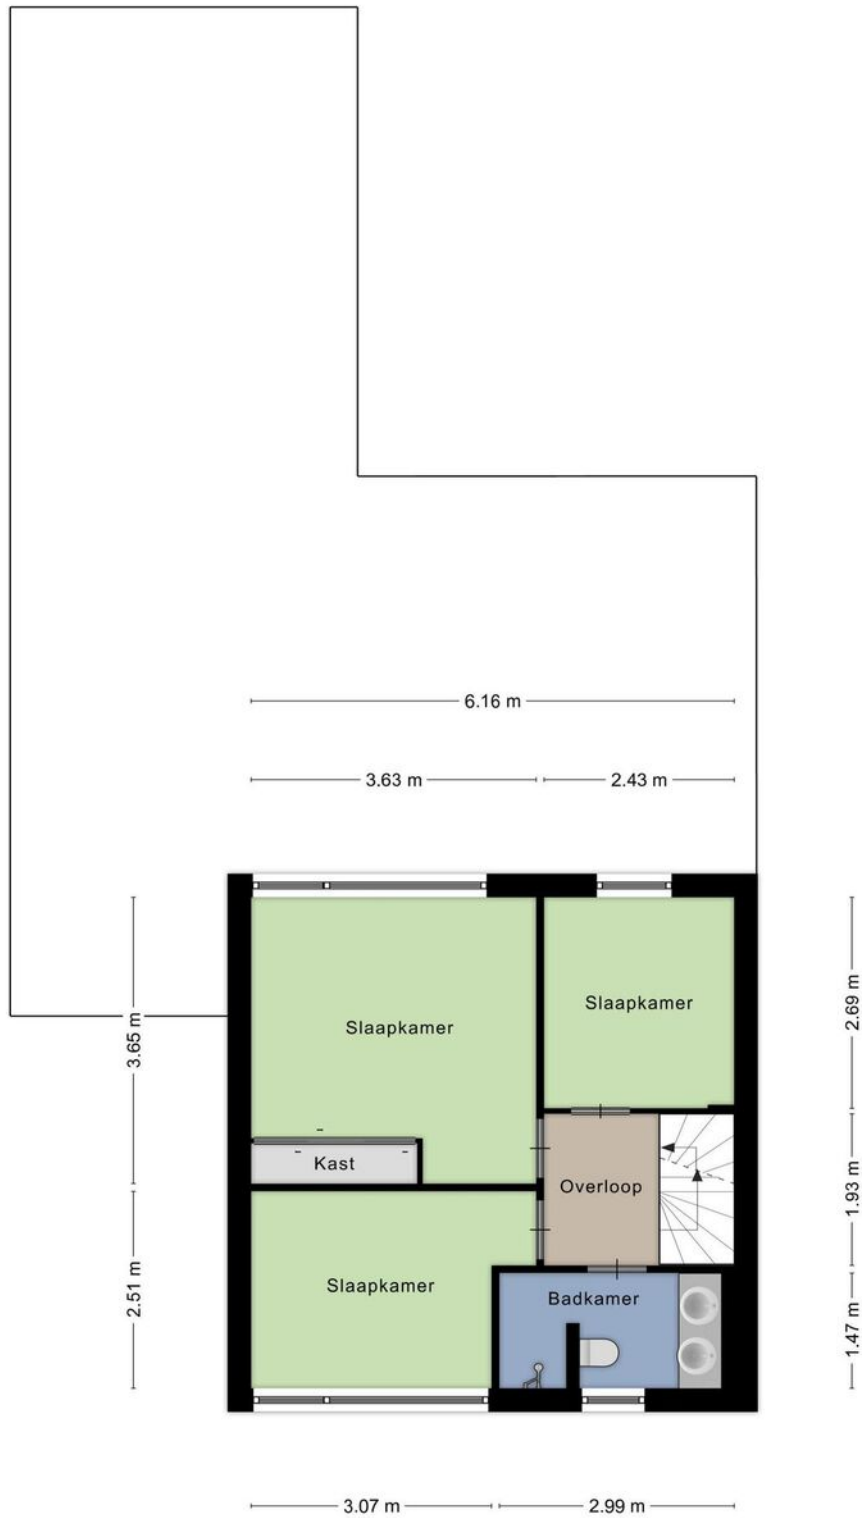 6.16 m
3.63 m
2.43 m
Slaapkamer
Slaapkamer
2.69 m
3.65 m
Kast
Overloop
1.93 m
Slaapkamer
Badkamer
2.51 m
1.47 m
3.07 m
2.99 m